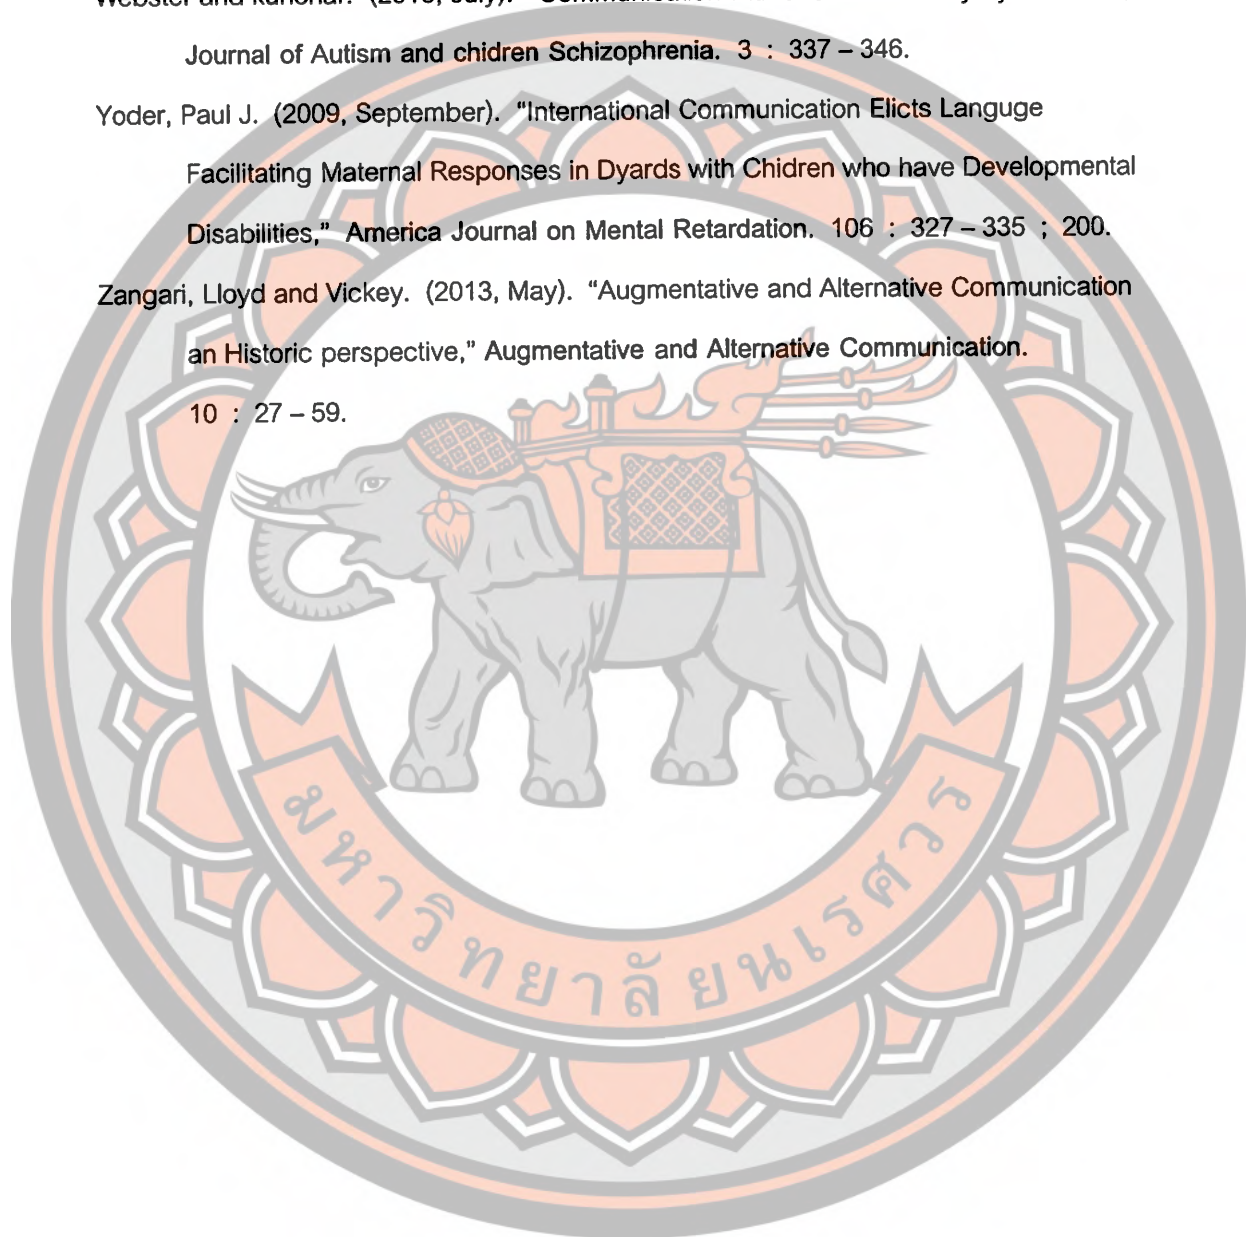 Journal of Autism and chidren Schizophrenia. 3 : 337 – 346.
Yoder, Paul J. (2009, September). "International Communication Elicts Languge
Facilitating Maternal Responses in Dyards with Chidren who have Developmental
Disabilities," America Journal on Mental Retardation. 106 : 327 – 335 ; 200.
Zangari, Lloyd and Vickey. (2013, May). "Augmentative and Alternative Communication
an Historic perspective," Augmentative and Alternative Communication.
10 : 27 – 59.
มหาวิทยาลัยนเรศวร